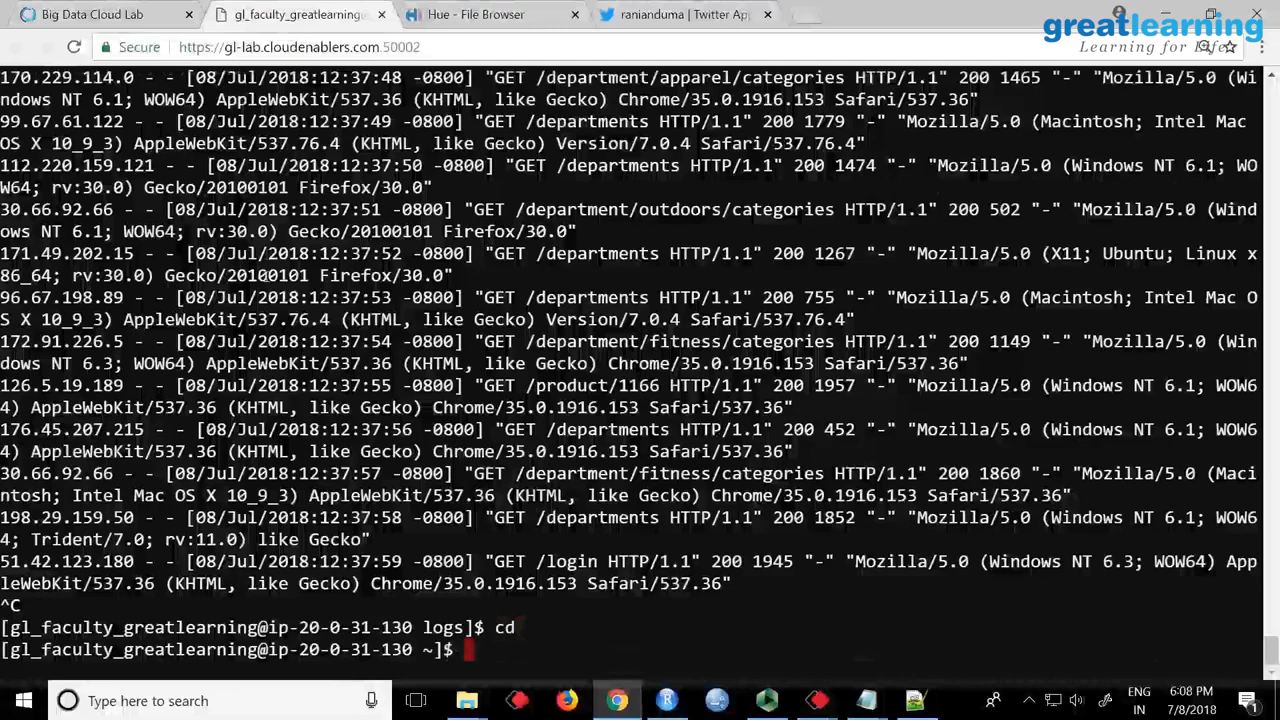 Big Data Cloud Lab
gl_faculty_greatlearning
Hue - File Browser
ranianduma | Twitter Ap
greatlearning
Learning for Life
Secure
https://gl-lab.cloudenablers.com:50002
170.229.114.0 - - [08/Jul/2018:12:37:48 -0800] "GET /department/apparel/categories HTTP/1.1" 200 1465 "-" "Mozilla/5.0 (Wi
ndows NT 6.1; WOW64) AppleWebKit/537.36 (KHTML, like Gecko) Chrome/35.0.1916.153 Safari/537.36"
99.67.61.122 - - [08/Jul/2018:12:37:49 -0800] "GET /departments HTTP/1.1" 200 1779 "-" "Mozilla/5.0 (Macintosh; Intel Mac
OS X 10_9_3) AppleWebKit/537.76.4 (KHTML, like Gecko) Version/7.0.4 Safari/537.76.4"
112.220.159.121 - - [08/Jul/2018:12:37:50 -0800] "GET /departments HTTP/1.1" 200 1474 "-" "Mozilla/5.0 (Windows NT 6.1; WO
W64; rv:30.0) Gecko/20100101 Firefox/30.0"
30.66.92.66 - - [08/Jul/2018:12:37:51 -0800] "GET /department/outdoors/categories HTTP/1.1" 200 502 "-" "Mozilla/5.0 (Wind
ows NT 6.1; WOW64; rv:30.0) Gecko/20100101 Firefox/30.0"
171.49.202.15 - - [08/Jul/2018:12:37:52 -0800] "GET /departments HTTP/1.1" 200 1267 "-" "Mozilla/5.0 (X11; Ubuntu; Linux x
86_64; rv:30.0) Gecko/20100101 Firefox/30.0"
96.67.198.89 - - [08/Jul/2018:12:37:53 -0800] "GET /departments HTTP/1.1" 200 755 "-" "Mozilla/5.0 (Macintosh; Intel Mac O
S X 10_9_3) AppleWebKit/537.76.4 (KHTML, like Gecko) Version/7.0.4 Safari/537.76.4"
172.91.226.5 - - [08/Jul/2018:12:37:54 -0800] "GET /department/fitness/categories HTTP/1.1" 200 1149 "-" "Mozilla/5.0 (Win
dows NT 6.3; WOW64) AppleWebKit/537.36 (KHTML, like Gecko) Chrome/35.0.1916.153 Safari/537.36"
126.5.19.189 - - [08/Jul/2018:12:37:55 -0800] "GET /product/1166 HTTP/1.1" 200 1957 "-" "Mozilla/5.0 (Windows NT 6.1; WOW6
4) AppleWebKit/537.36 (KHTML, like Gecko) Chrome/35.0.1916.153 Safari/537.36"
176.45.207.215 - - [08/Jul/2018:12:37:56 -0800] "GET /departments HTTP/1.1" 200 452 "-" "Mozilla/5.0 (Windows NT 6.1; WOW6
4) AppleWebKit/537.36 (KHTML, like Gecko) Chrome/35.0.1916.153 Safari/537.36"
30.66.92.66 - - [08/Jul/2018:12:37:57 -0800] "GET /department/fitness/categories HTTP/1.1" 200 1860 "-" "Mozilla/5.0 (Maci
ntosh; Intel Mac OS X 10_9_3) AppleWebKit/537.36 (KHTML, like Gecko) Chrome/35.0.1916.153 Safari/537.36"
198.29.159.50 - - [08/Jul/2018:12:37:58 -0800] "GET /departments HTTP/1.1" 200 1852 "-" "Mozilla/5.0 (Windows NT 6.1; WOW6
4; Trident/7.0; rv:11.0) like Gecko"
51.42.123.180 - - [08/Jul/2018:12:37:59 -0800] "GET /login HTTP/1.1" 200 1945 "-" "Mozilla/5.0 (Windows NT 6.3; WOW64) App
leWebKit/537.36 (KHTML, like Gecko) Chrome/35.0.1916.153 Safari/537.36"
^C
[gl_faculty_greatlearning@ip-20-0-31-130 logs]$ cd
[gl_faculty_greatlearning@ip-20-0-31-130 ~]$
Type here to search
ENG
IN
6:08 PM
7/8/2018
1